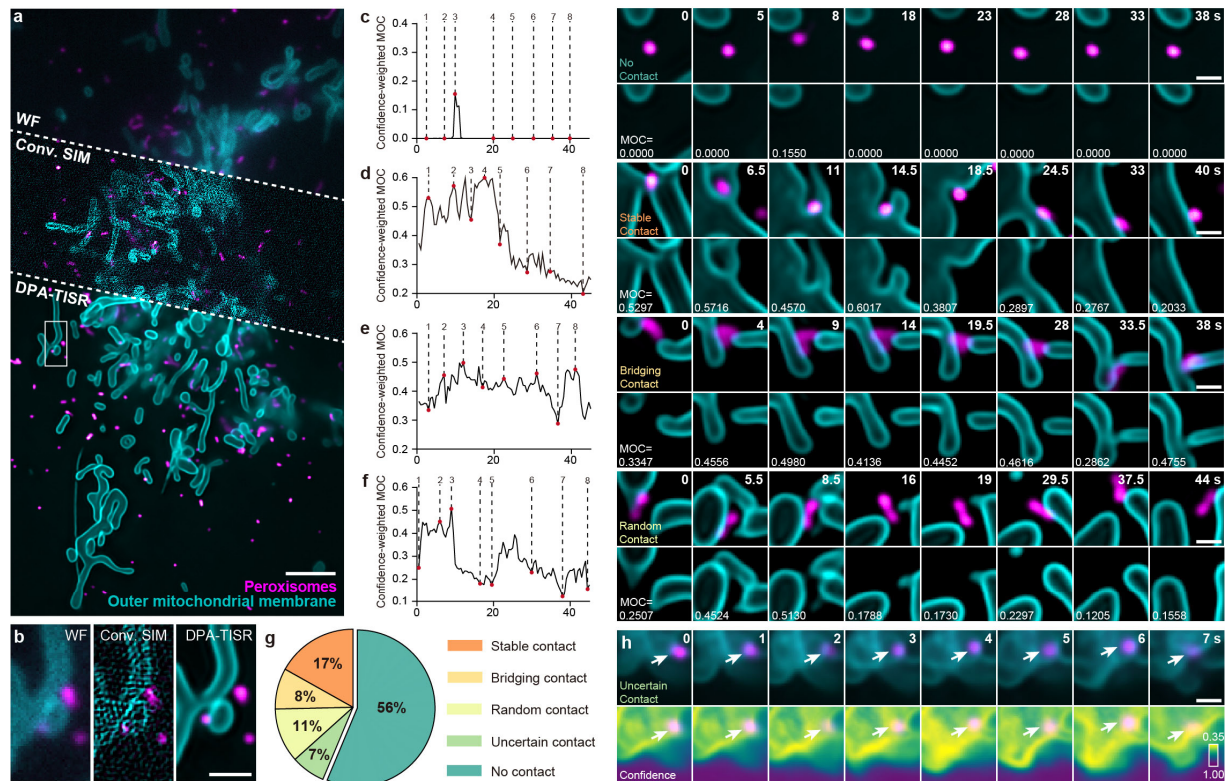 a
WF
Conv. SIM
DPA-TISR
Peroxisomes
Outer mitochondrial membrane
b
WF
Conv. SIM
DPA-TISR
c
Confidence-weighted MOC
1 2 3 4 5 6 7 8
0.4
0.3
0.2
0.1
0.0
0 20 40
d
Confidence-weighted MOC
1 2 3 4 5 6 7 8
0.6
0.5
0.4
0.3
0.2
0 20 40
e
Confidence-weighted MOC
1 2 3 4 5 6 7 8
0.6
0.5
0.4
0.3
0.2
0 20 40
f
Confidence-weighted MOC
1 2 3 4 5 6 7 8
0.6
0.5
0.4
0.3
0.2
0.1
0 20 40
g
17%
8%
11%
7%
56%
Stable contact
Bridging contact
Random contact
Uncertain contact
No contact
0 5 8 18 23 28 33 38 s
No
Contact
MOC=
0.0000 0.0000 0.1550 0.0000 0.0000 0.0000 0.0000 0.0000
0 6.5 11 14.5 18.5 24.5 33 40 s
Stable
Contact
MOC=
0.5297 0.5716 0.4570 0.6017 0.3807 0.2897 0.2767 0.2033
0 4 9 14 19.5 28 33.5 38 s
Bridging
Contact
MOC=
0.3347 0.4556 0.4980 0.4136 0.4452 0.4616 0.2862 0.4755
0 5.5 8.5 16 19 29.5 37.5 44 s
Random
Contact
MOC=
0.2507 0.4524 0.5130 0.1788 0.1730 0.2297 0.1205 0.1558
h
0 1 2 3 4 5 6 7 s
Uncertain
Contact
Confidence
0.35
1.00